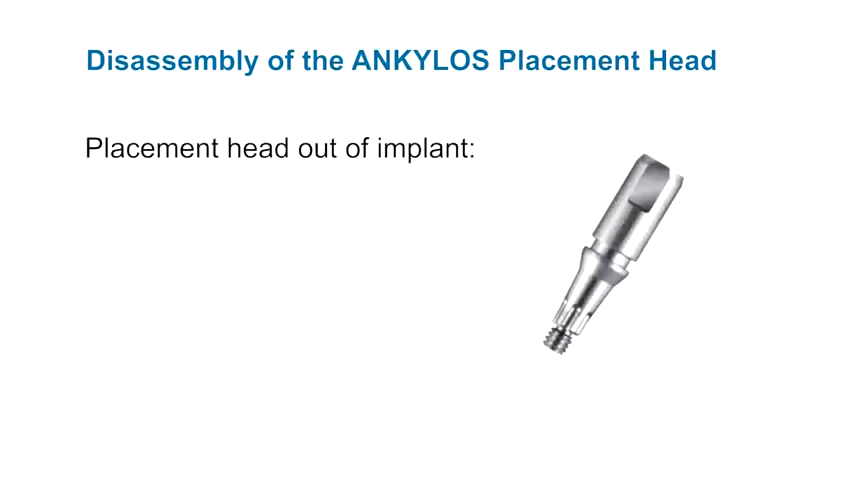 Disassembly of the ANKYLOS Placement Head
Placement head out of implant: